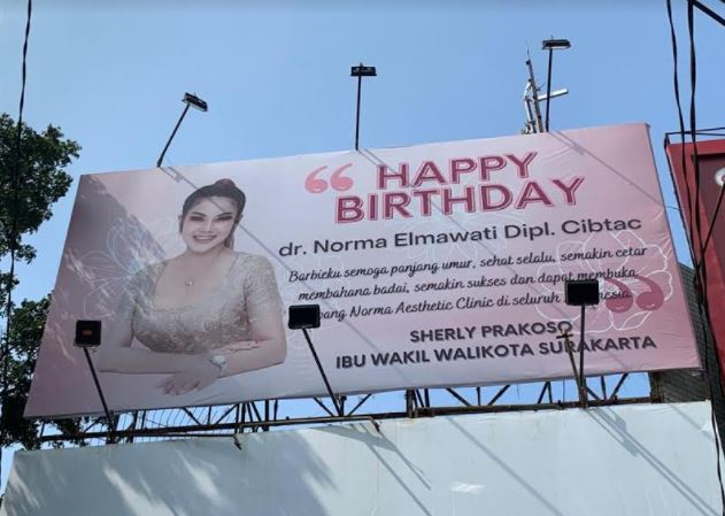 HAPPY
BIRTHDAY
dr. Norma Elmawati Dipl. Cibtac
Barbieku semoga panjang umur, sehat selalu, semakin cetar
membahana badai, semakin sukses dan dapat membuka
Norma Aesthetic Clinic di seluruh
SHERLY PRAKOSO
IBU WAKIL WALIKOTA SURAKARTA